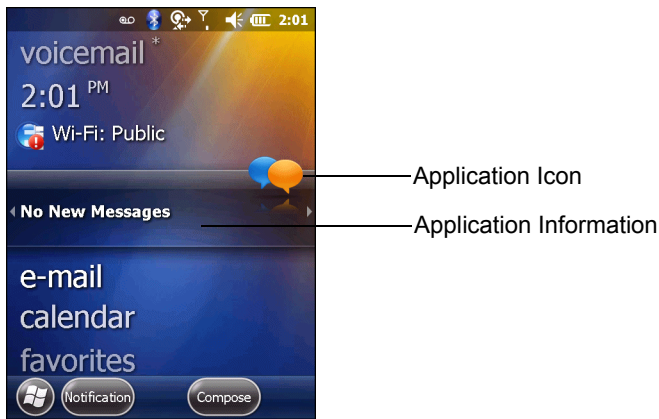 2:01
voicemail *
2:01 PM
Wi-Fi: Public
Application Icon
No New Messages
Application Information
e-mail
calendar
favorites
Notification
Compose